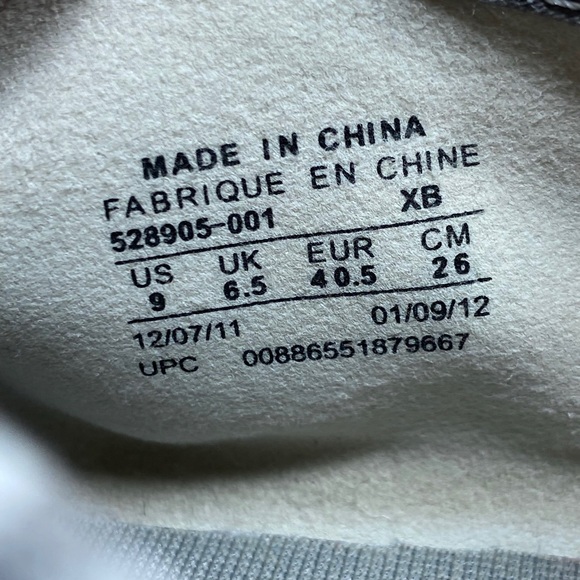 MADE IN CHINA
FABRIQUE EN CHINE
528905-001 XB
US UK EUR CM
9 6.5 40.5 26
12/07/11 01/09/12
UPC 00886551879667